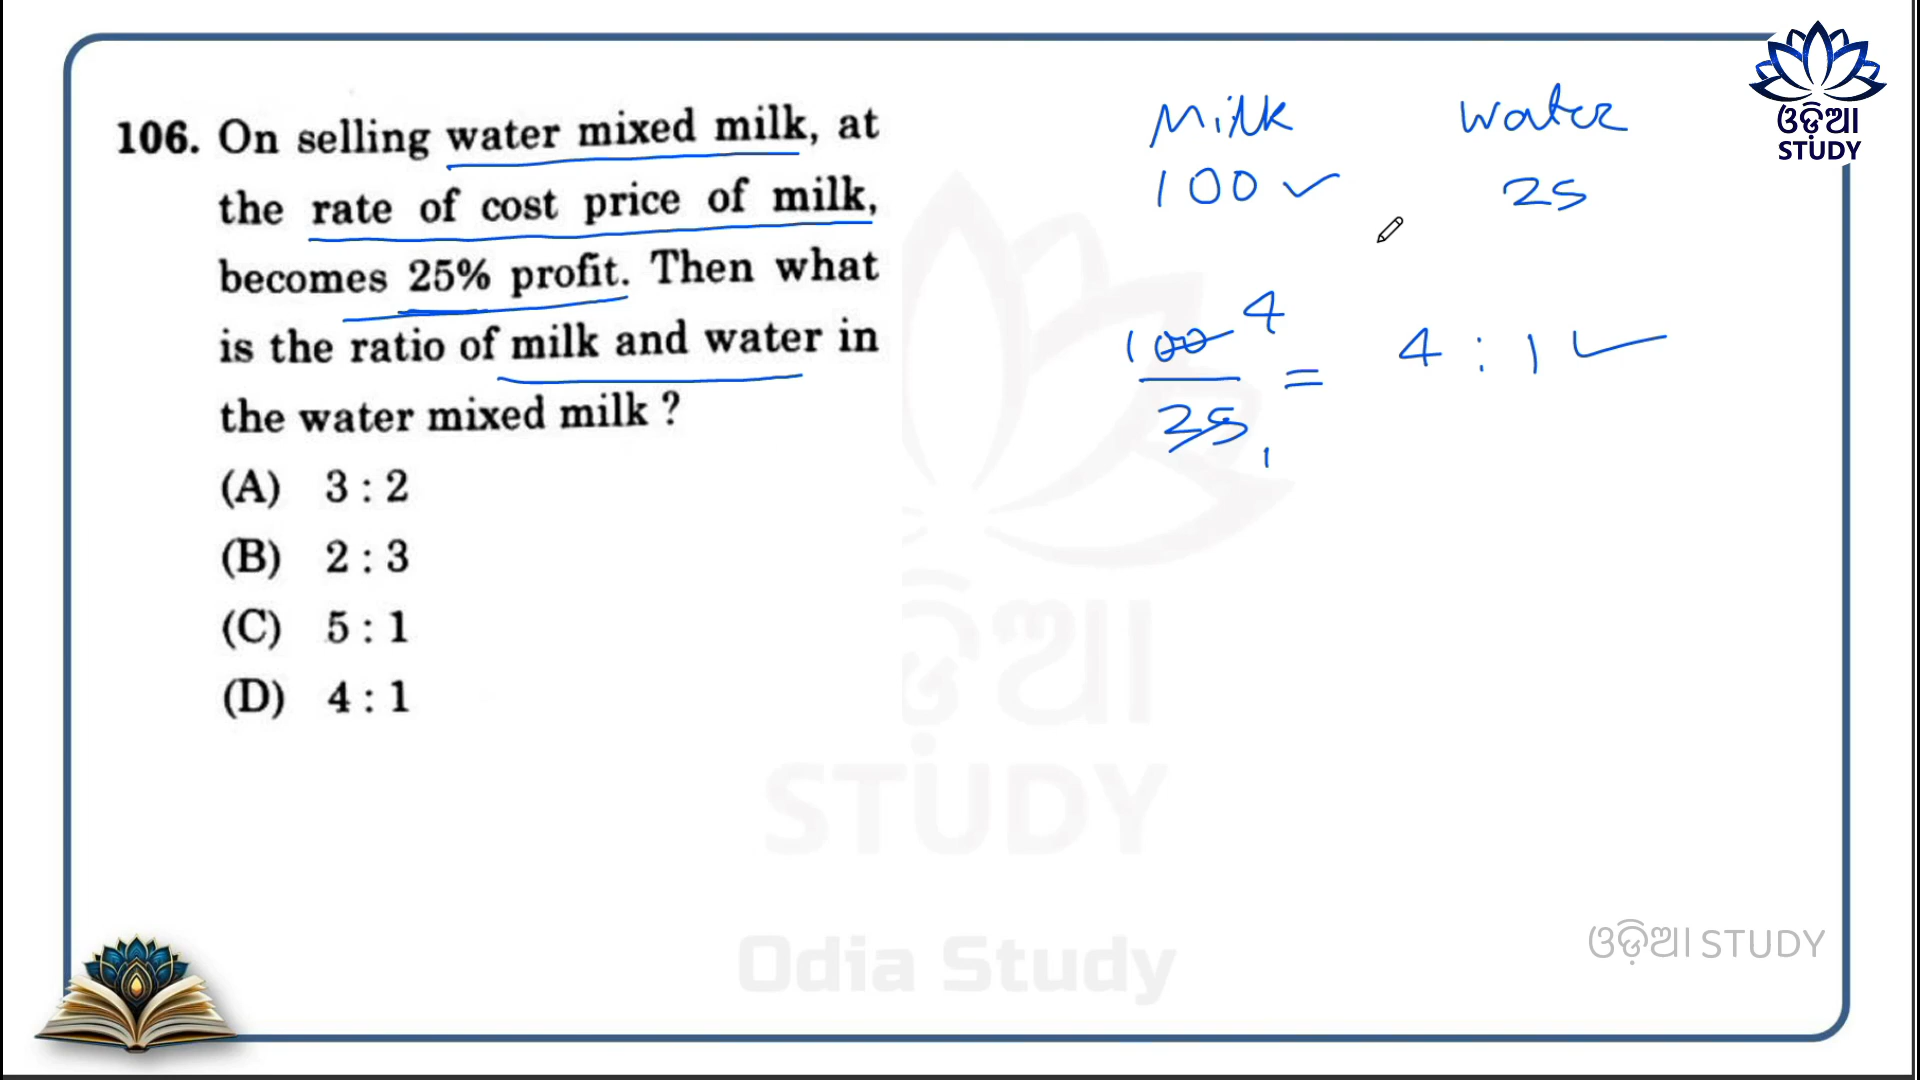 106. On selling water mixed milk, at
the rate of cost price of milk,
becomes 25% profit. Then what
is the ratio of milk and water in
the water mixed milk ?
(A) 3 : 2
(B) 2 : 3
(C) 5 : 1
(D) 4 : 1
Milk Water
100 25
100 4
25 1
= 4 : 1
ଓଡ଼ିଆ
STUDY
ଓଡ଼ିଆ
STUDY
Odia Study
ଓଡ଼ିଆ STUDY